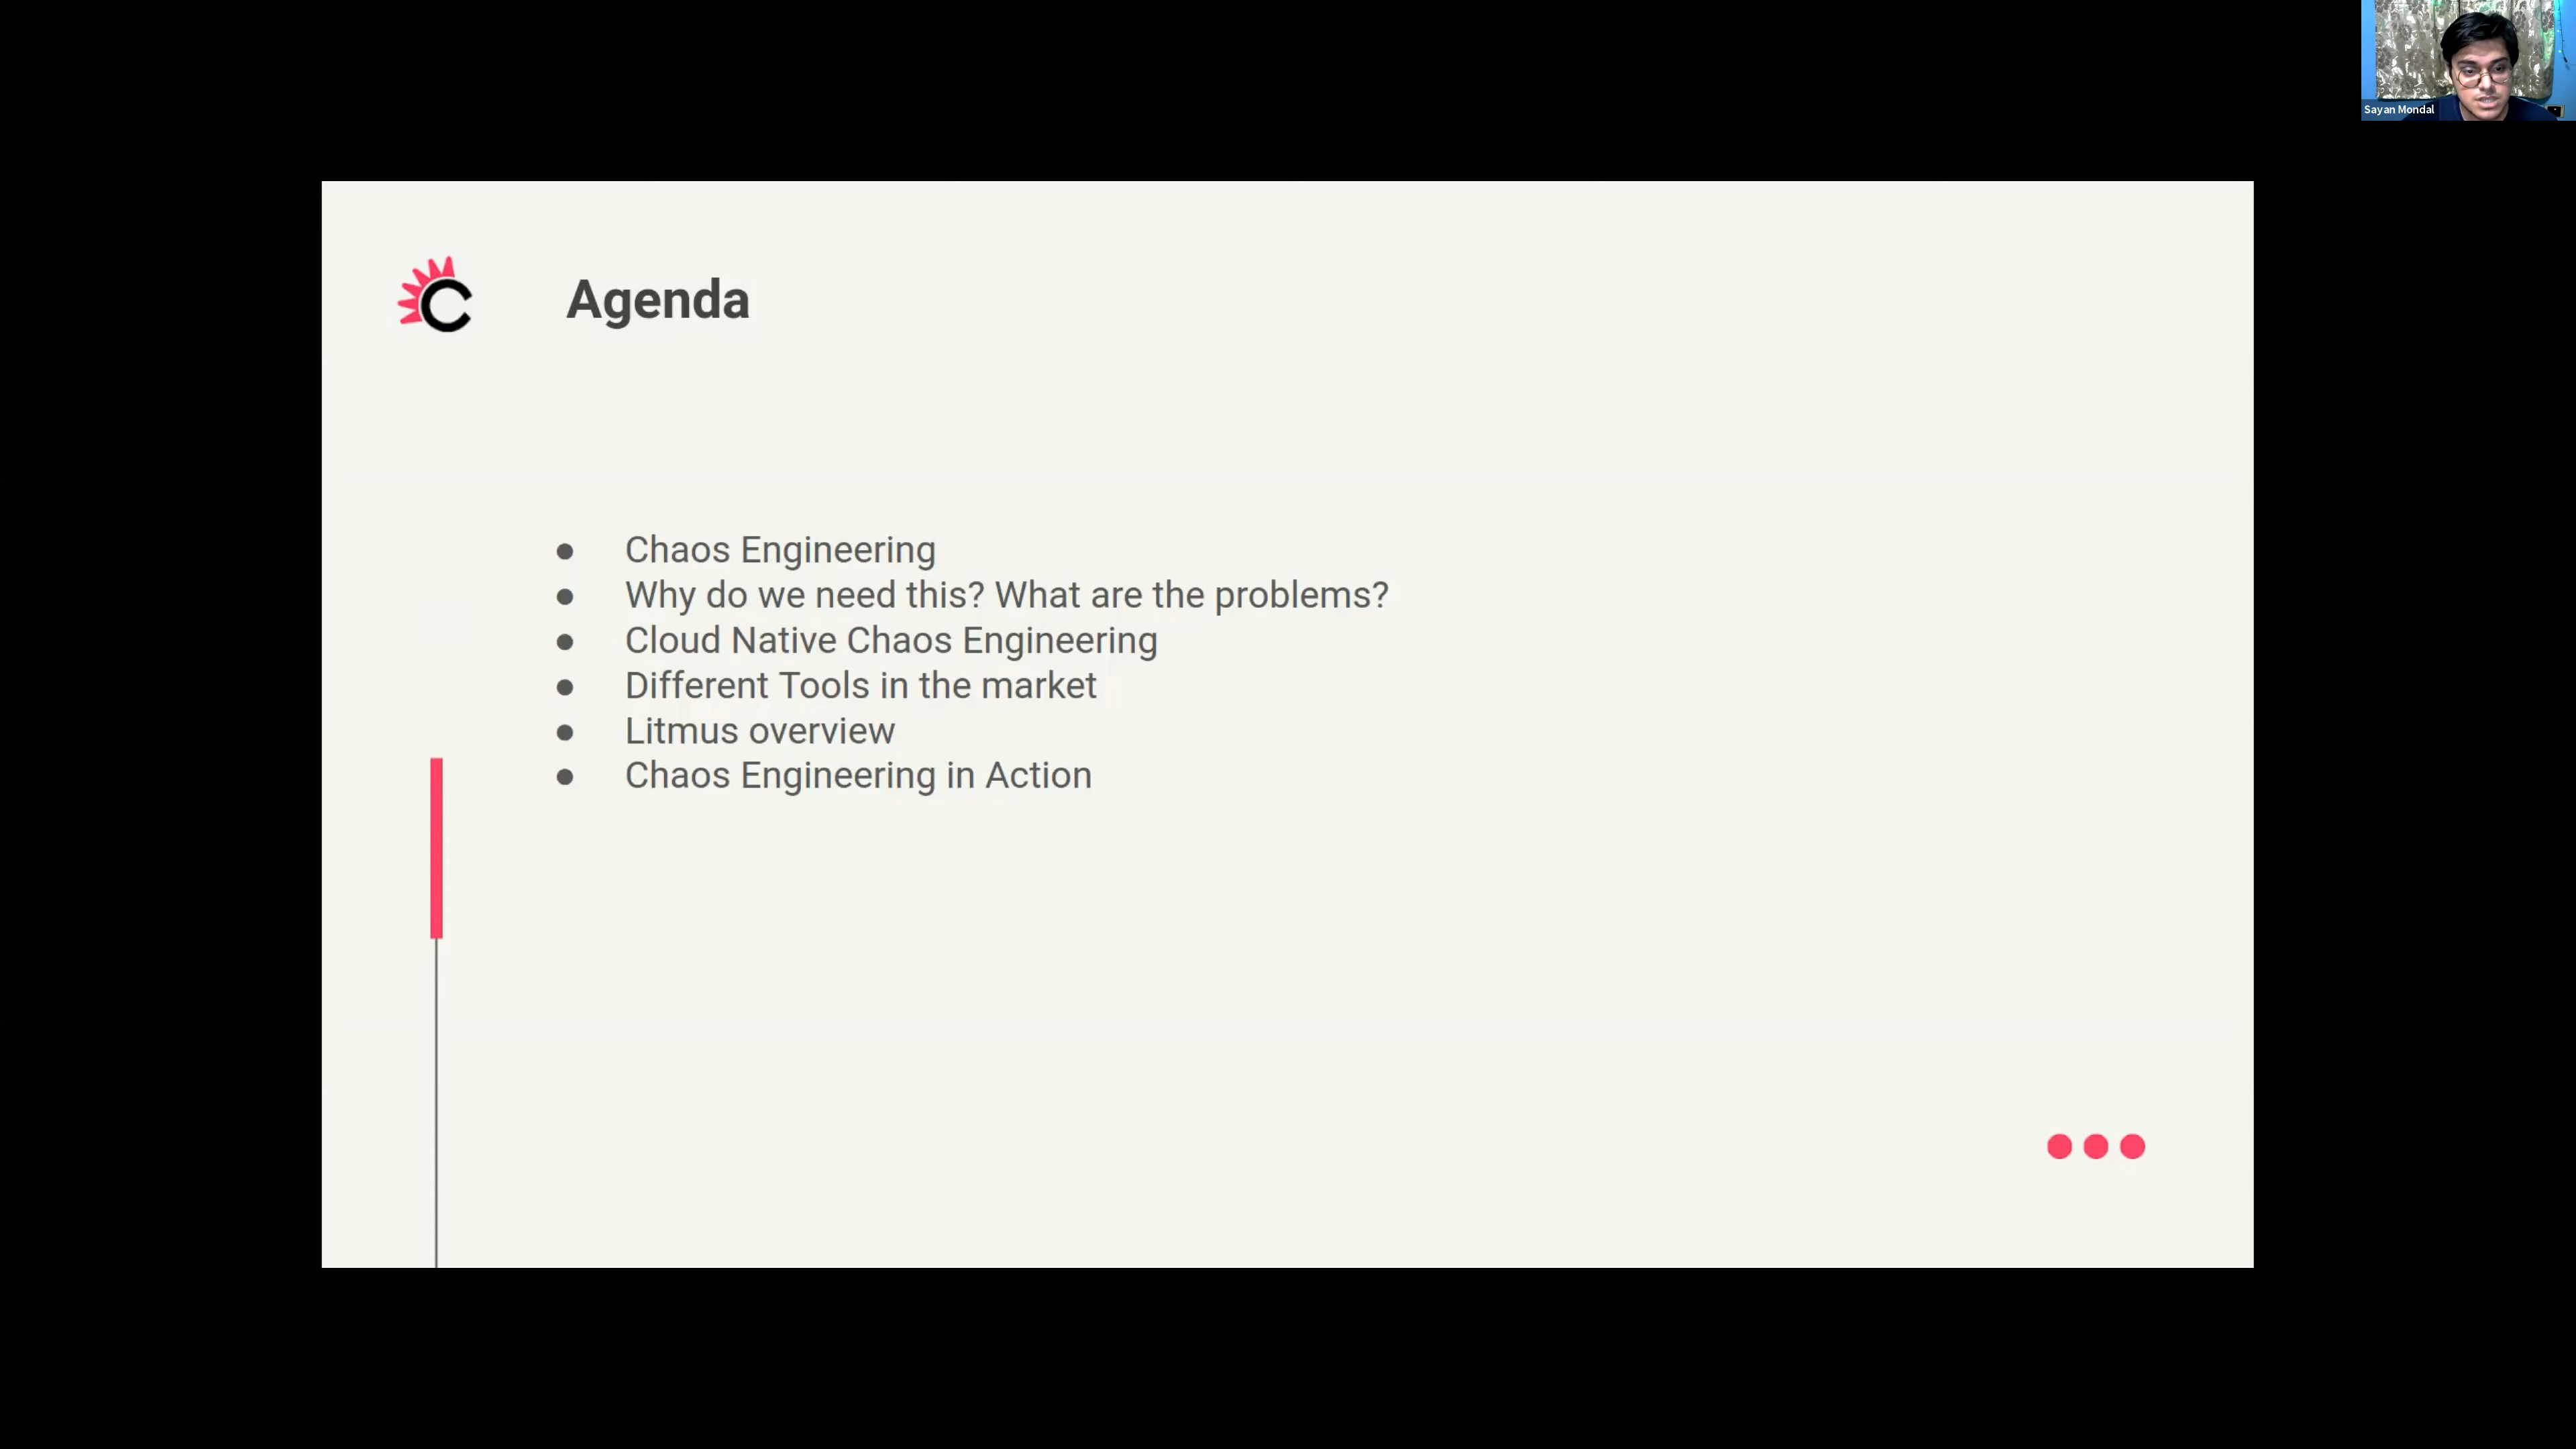 Sayan Mondal
Agenda
● Chaos Engineering
● Why do we need this? What are the problems?
● Cloud Native Chaos Engineering
● Different Tools in the market
● Litmus overview
● Chaos Engineering in Action